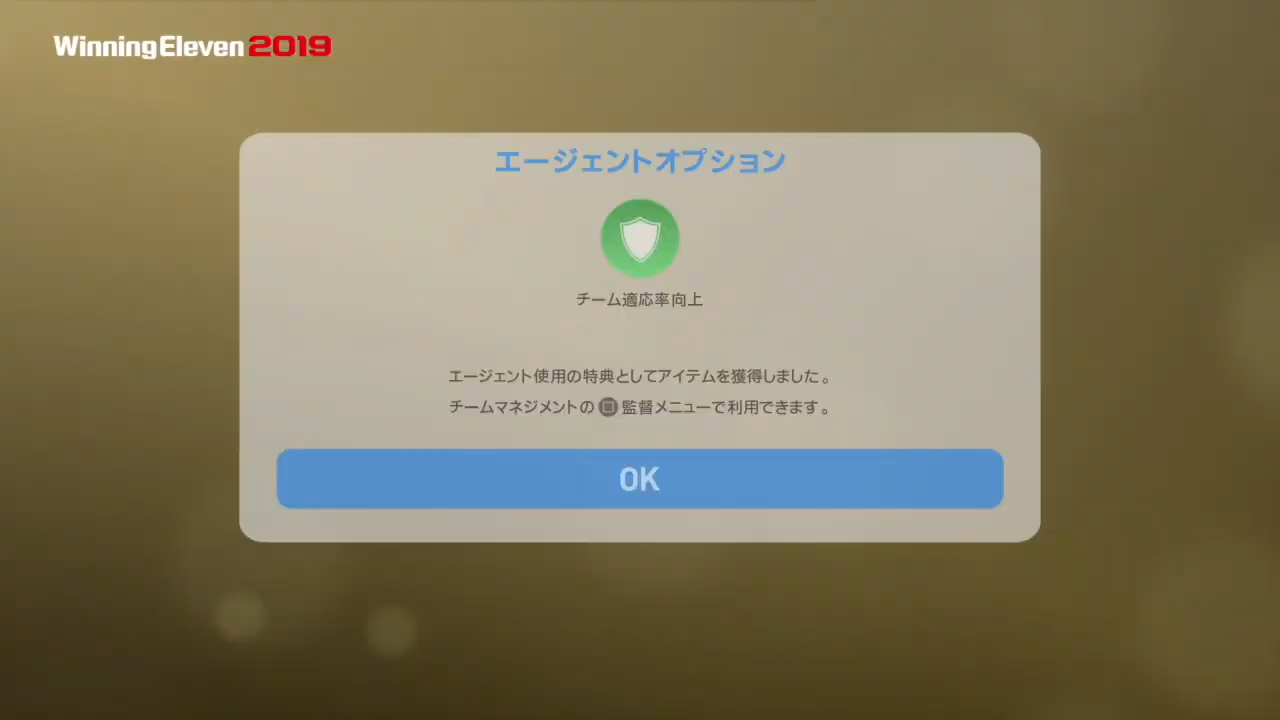 WinningEleven 2019
エージェントオプション
チーム適応率向上
エージェント使用の特典としてアイテムを獲得しました。
チームマネジメントの監督メニューで利用できます。
OK